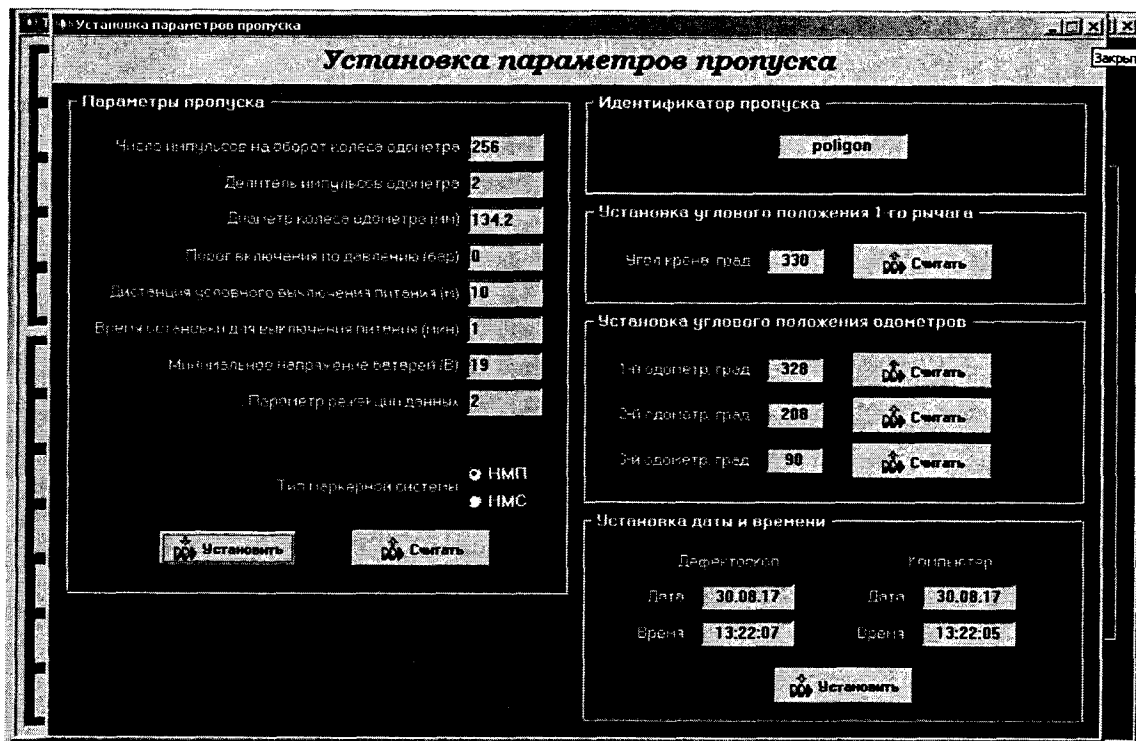 Установка параметров пропуска
Установка параметров пропуска
Закрыт
Параметры пропуска
Число импульсов на оборот колеса одометра 256
Делитель импульсов одометра 2
Диаметр колеса одометра (мм) 134.2
Порог включения по давлению (бар) 0
Дистанция условного выключения питания (м) 10
Время остановки для выключения питания (мин) 1
Минимальное напряжение батарей (В) 19
Параметр режекции данных 2
Тип маркерной системы
НМП
НМС
Установить
Считать
Идентификатор пропуска
poligon
Установка углового положения 1-го рычага
Угол крена, град 330 Считать
Установка углового положения одометров
1-й одометр, град 328 Считать
2-й одометр, град 208 Считать
3-й одометр, град 90 Считать
Установка даты и времени
Дефектоскоп Компьютер
Дата 30.08.17 Дата 30.08.17
Время 13:22:07 Время 13:22:05
Установить